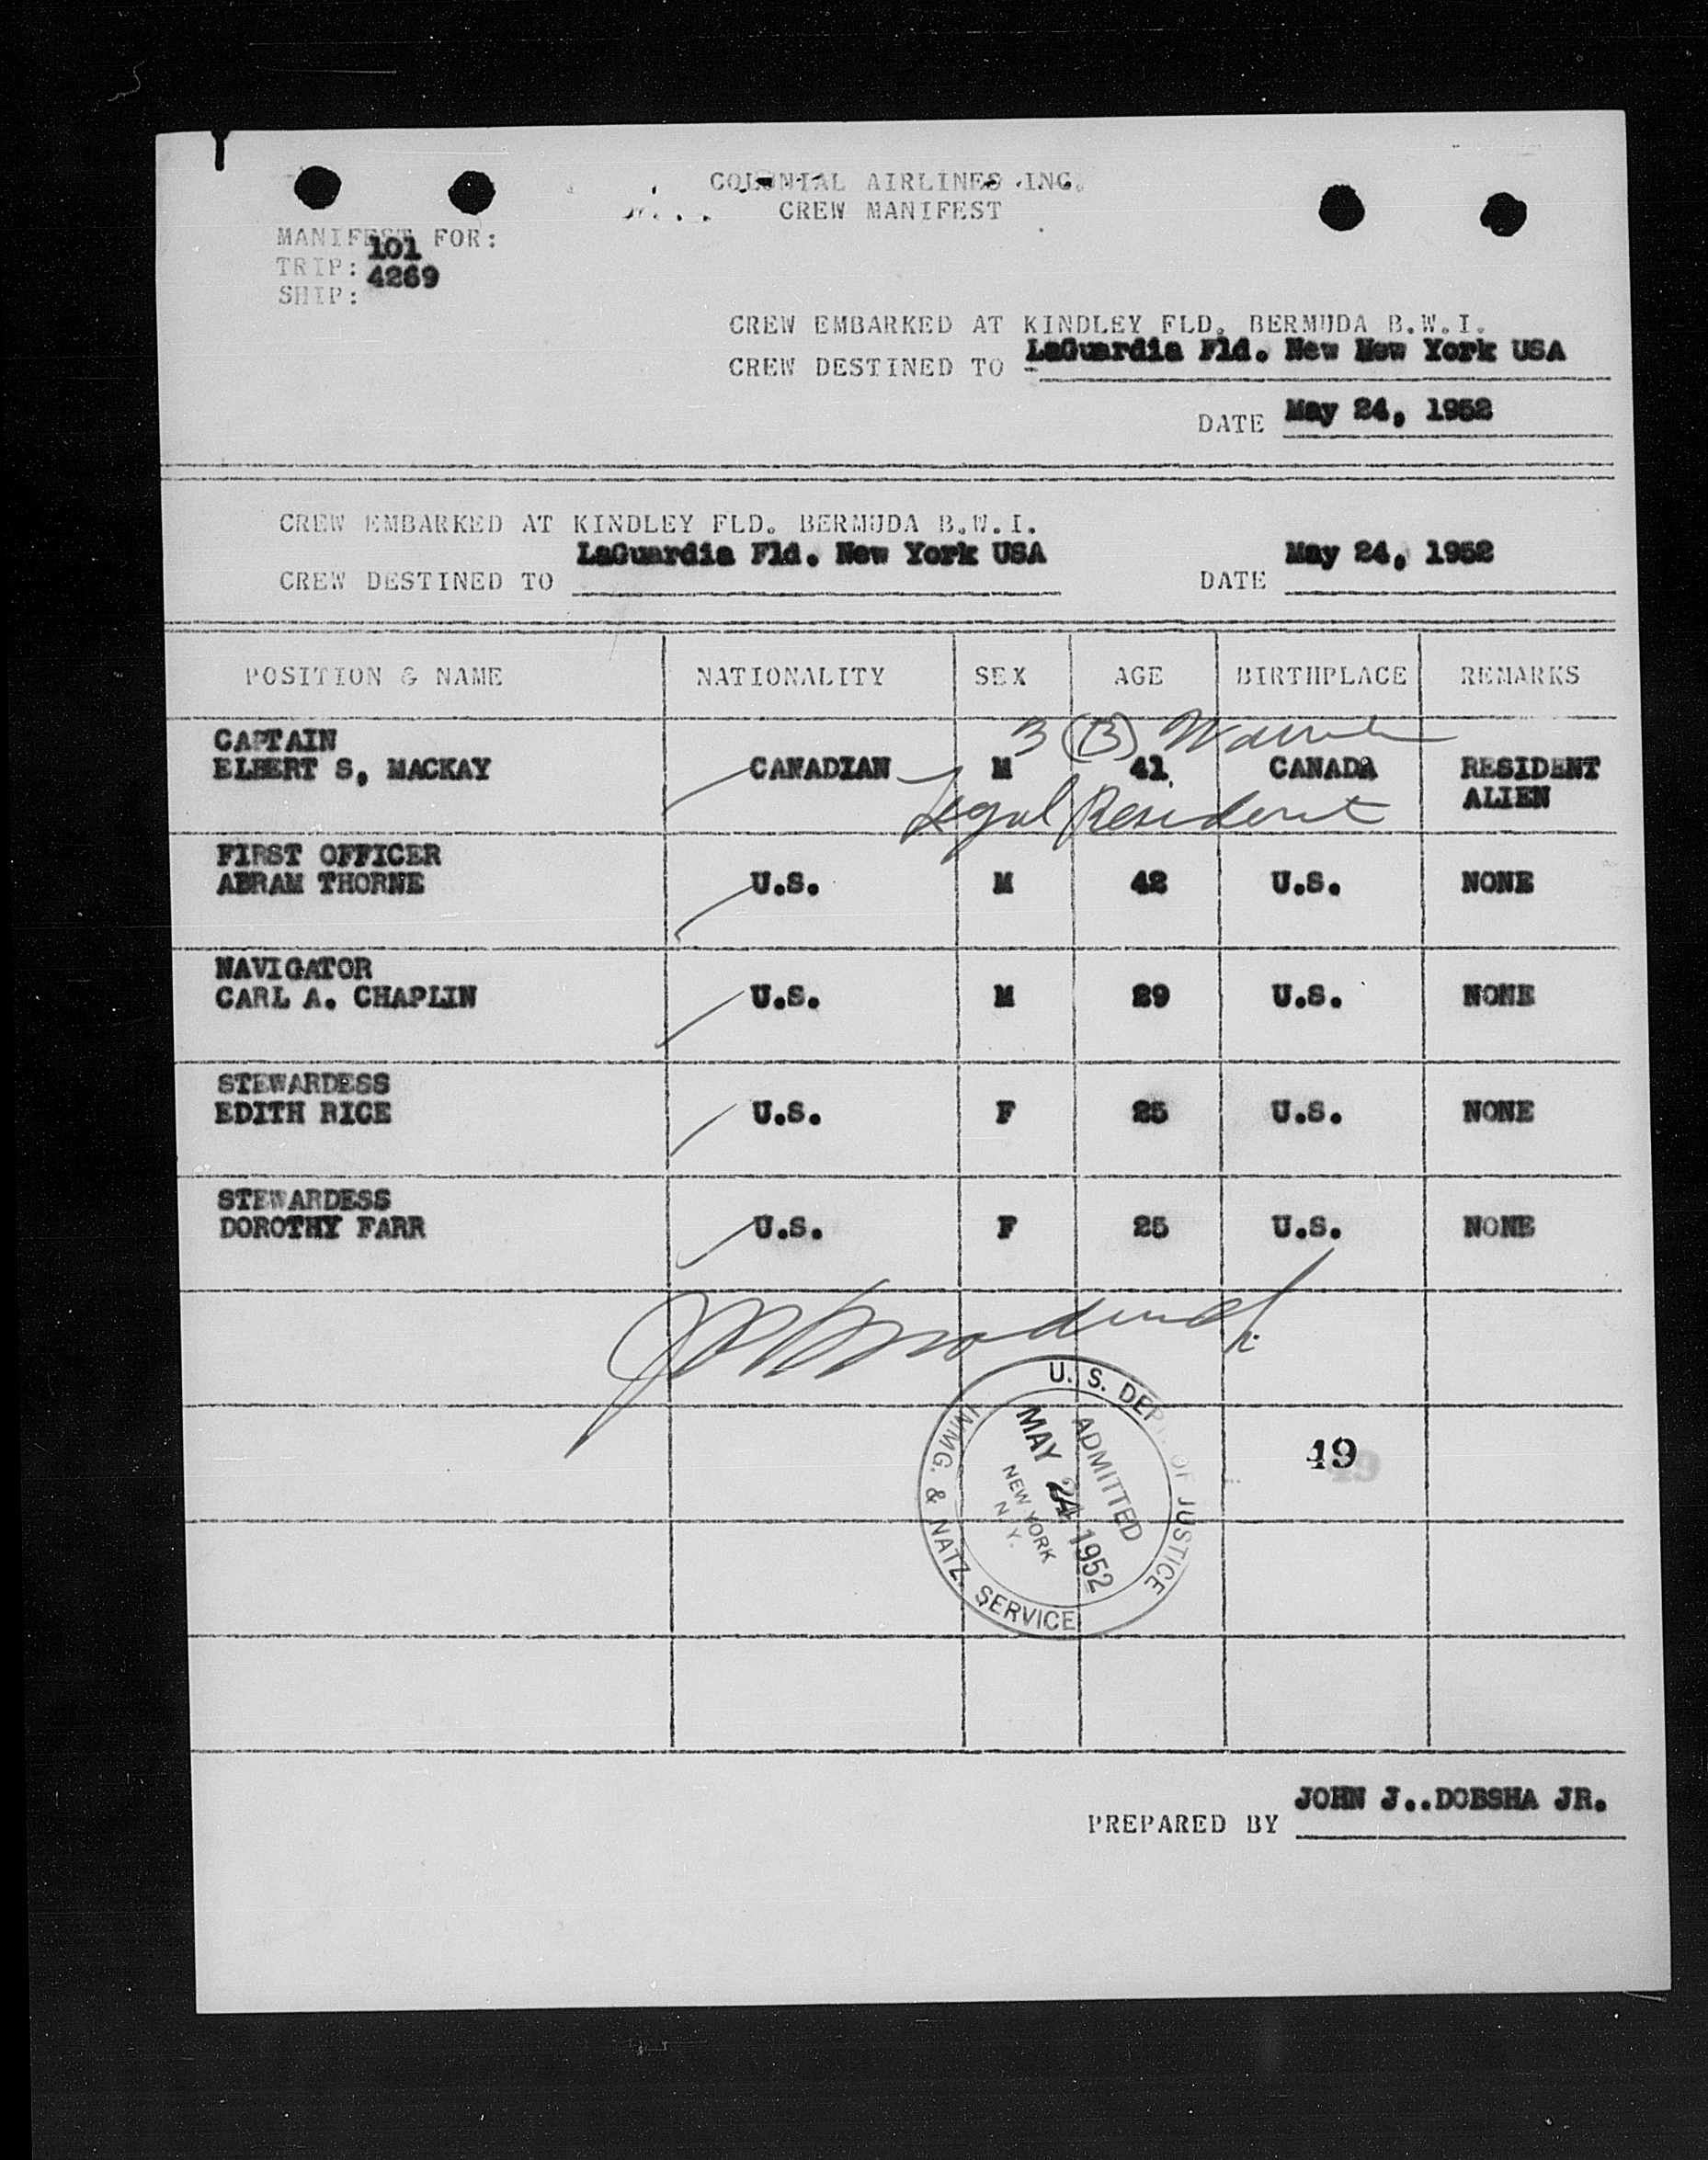 COLONIAL AIRLINES INC.
CREW MANIFEST
MANIFEST FOR:
TRIP: 101
SHIP: 4269
CREW EMBARKED AT KINDLEY FLD. BERMUDA B.W.I.
CREW DESTINED TO LaGuardia Fld. New New York USA
DATE May 24, 1952
CREW EMBARKED AT KINDLEY FLD. BERMUDA B.W.I.
CREW DESTINED TO LaGuardia Fld. New York USA DATE May 24, 1952
POSITION & NAME NATIONALITY SEX AGE BIRTHPLACE REMARKS
3 (B)
CAPTAIN
ELBERT S. MACKAY CANADIAN M 41 CANADA RESIDENT
ALIEN
Legal Resident
FIRST OFFICER
ABRAM THORNE U.S. M 42 U.S. NONE
NAVIGATOR
CARL A. CHAPLIN U.S. M 29 U.S. NONE
STEWARDESS
EDITH RICE U.S. F 25 U.S. NONE
STEWARDESS
DOROTHY FARR U.S. F 25 U.S. NONE
U. S. DEPT. OF JUSTICE
ADMITTED
MAY 24 1952
NEW YORK
N. Y.
IMMG. & NATZ. SERVICE
49
PREPARED BY JOHN J..DOBSHA JR.